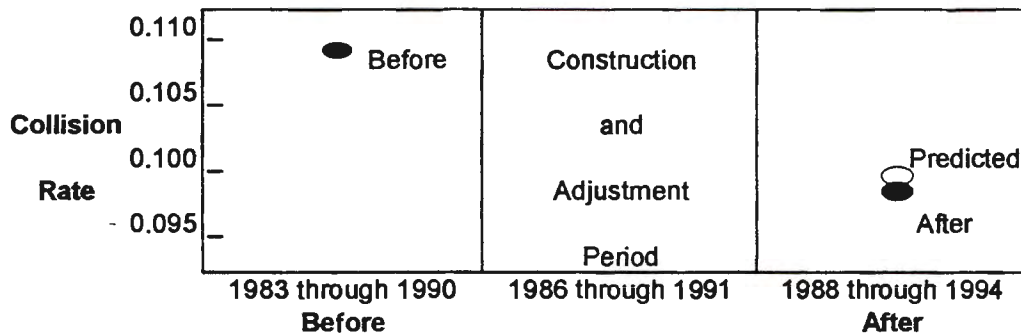 0.110
Before
Construction
0.105
Collision
and
0.100
Predicted
Rate
Adjustment
0.095
After
Period
1983 through 1990
1986 through 1991
1988 through 1994
Before
After